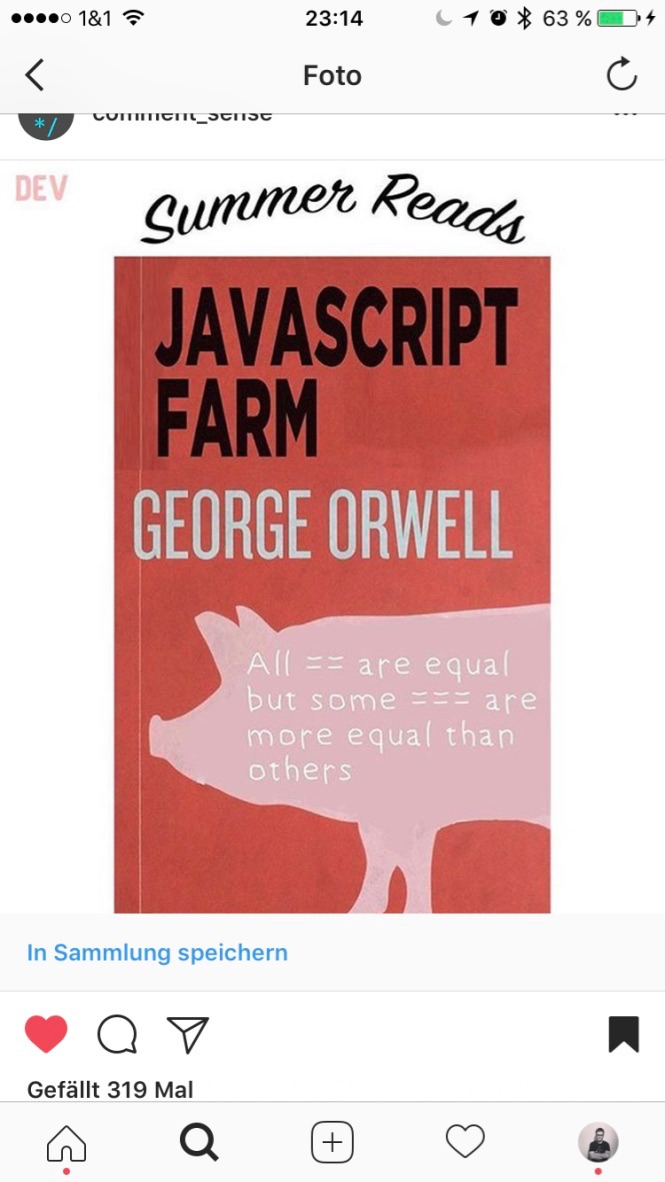 1&1 23:14 63 %
Foto
*/ comment_sense
DEV
Summer Reads
JAVASCRIPT
FARM
GEORGE ORWELL
All == are equal
but some === are
more equal than
others
In Sammlung speichern
Gefällt 319 Mal